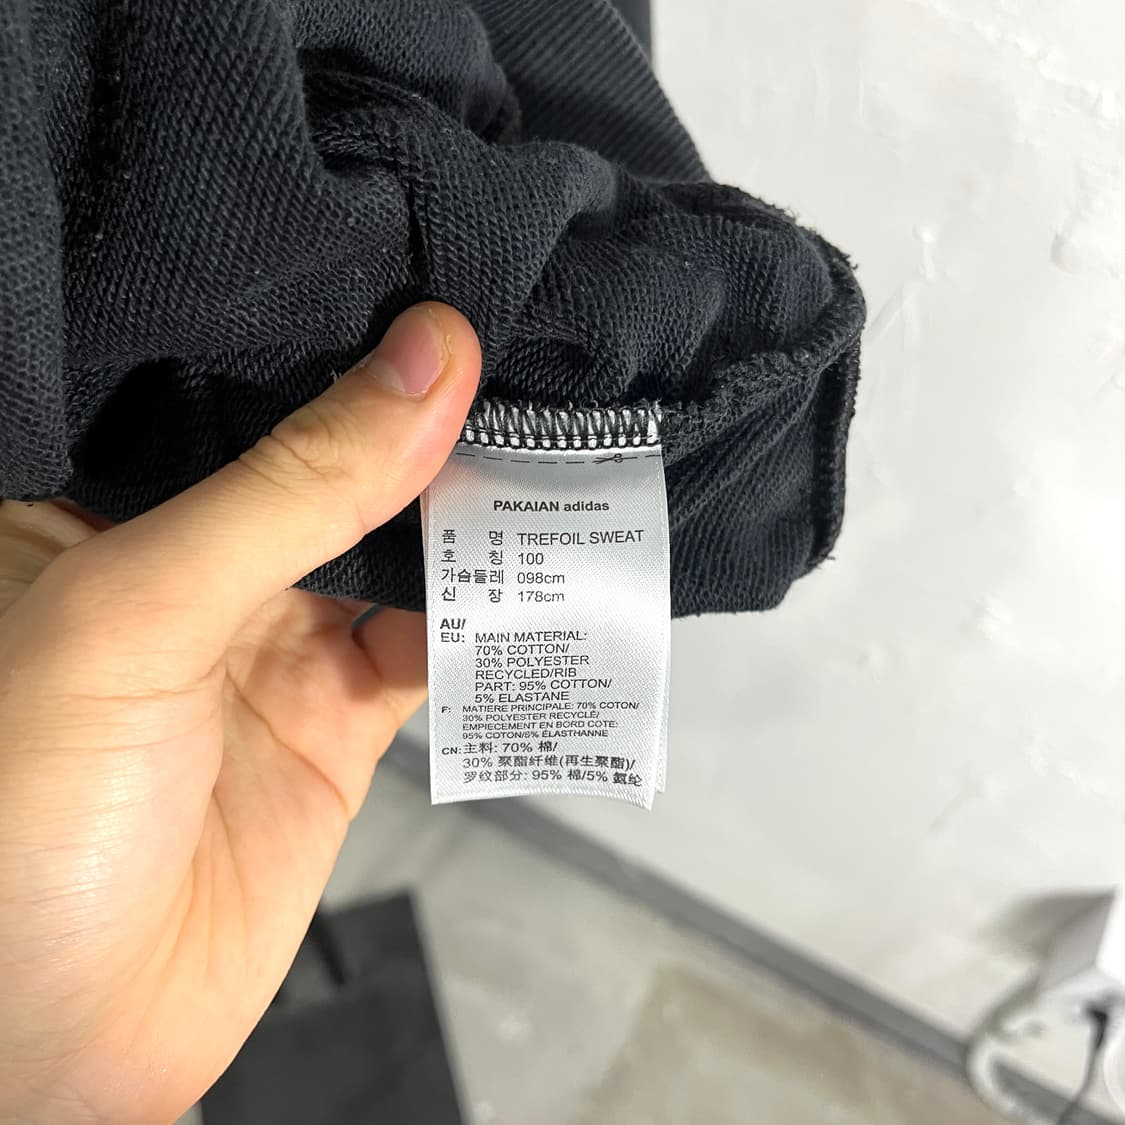 PAKAIAN adidas
품 명 TREFOIL SWEAT
호 칭 100
가슴둘레 098cm
신 장 178cm
AU/
EU: MAIN MATERIAL:
70% COTTON/
30% POLYESTER
RECYCLED/RIB
PART: 95% COTTON/
5% ELASTANE
F: MATIERE PRINCIPALE: 70% COTON/
30% POLYESTER RECYCLÉ/
EMPIECEMENT EN BORD COTE:
95% COTON/5% ÉLASTHANNE
CN: 主料: 70% 棉/
30% 聚酯纤维(再生聚酯)/
罗纹部分: 95% 棉/5% 氨纶